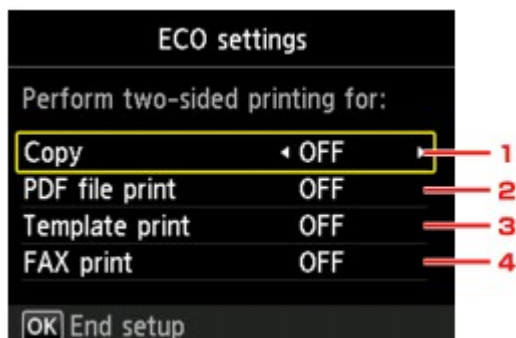 ECO settings
Perform two-sided printing for:
Copy OFF 1
PDF file print OFF 2
Template print OFF 3
FAX print OFF 4
OK End setup